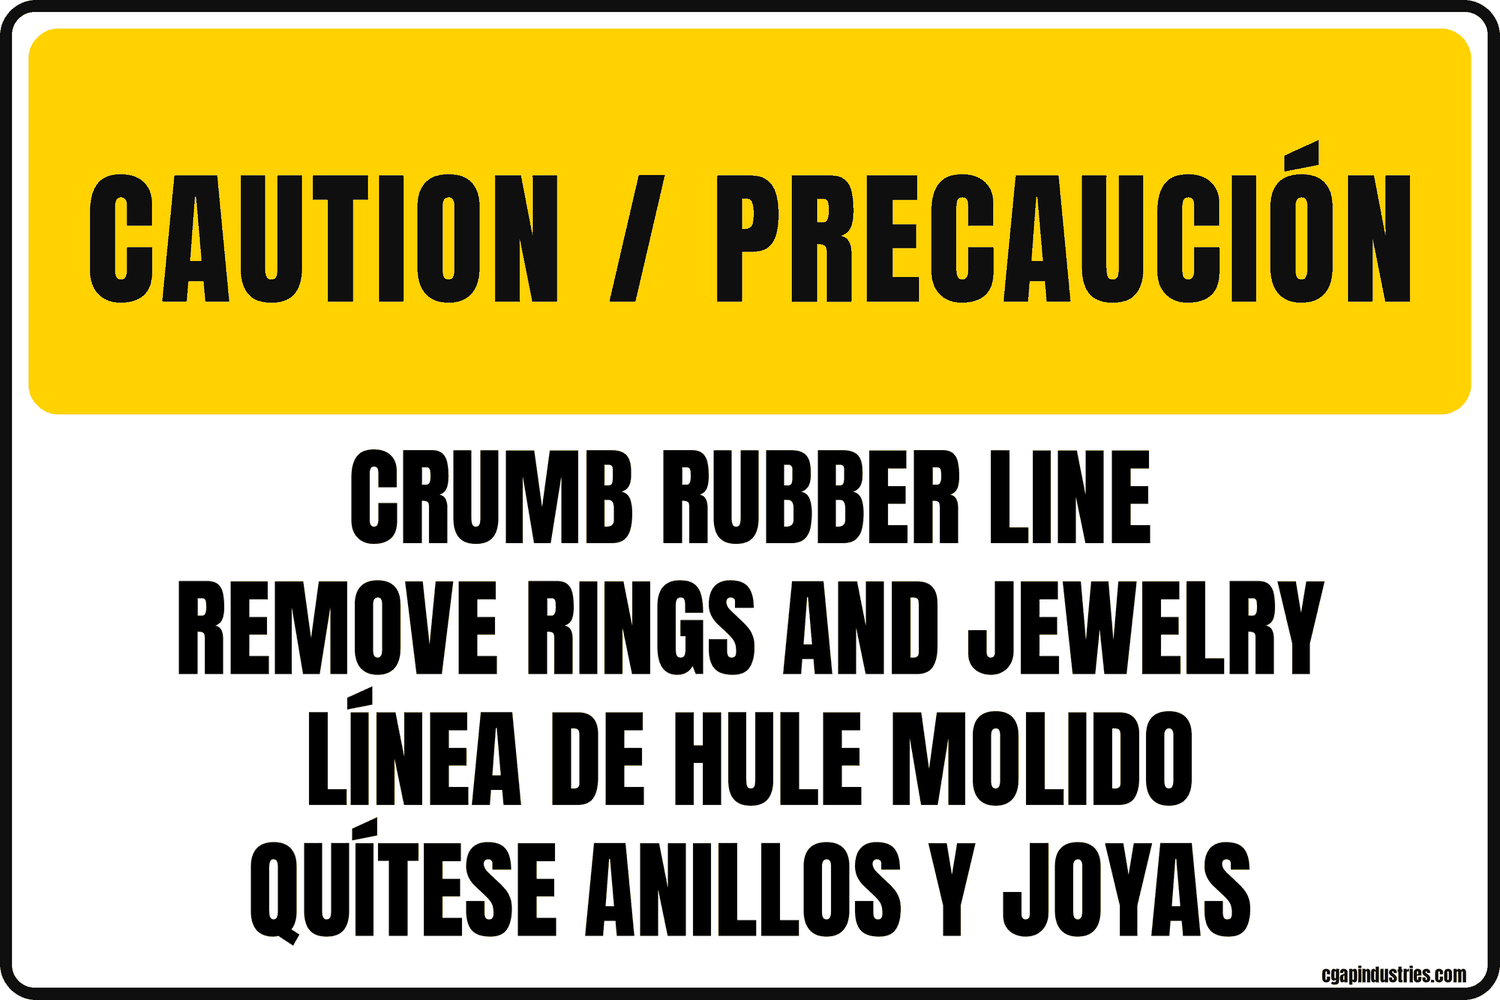 CAUTION / PRECAUCIÓN
CRUMB RUBBER LINE
REMOVE RINGS AND JEWELRY
LÍNEA DE HULE MOLIDO
QUÍTESE ANILLOS Y JOYAS
cgapindustries.com